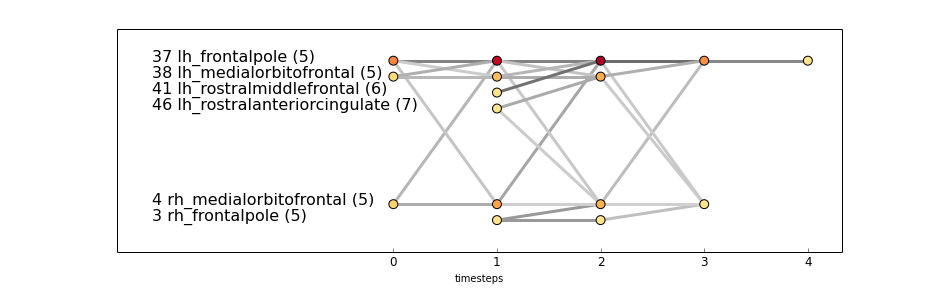 37 lh_frontalpole (5)
38 lh_medialorbitofrontal (5)
41 lh_rostralmiddlefrontal (6)
46 lh_rostralanteriorcingulate (7)
4 rh_medialorbitofrontal (5)
3 rh_frontalpole (5)
0 1 2 3 4
timesteps